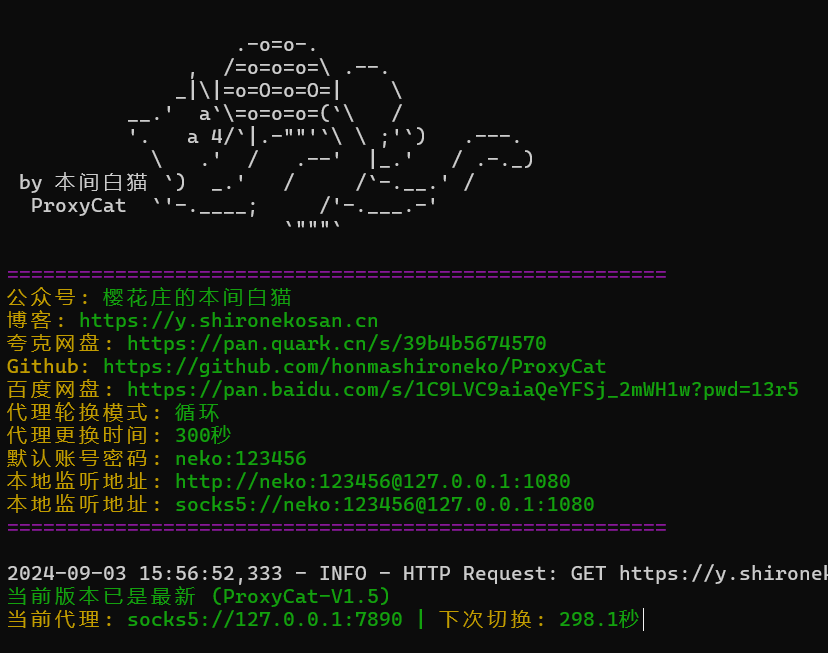 by 本间白猫
ProxyCat
公众号: 樱花庄的本间白猫
博客: https://y.shironekosan.cn
夸克网盘: https://pan.quark.cn/s/39b4b5674570
Github: https://github.com/honmashironeko/ProxyCat
百度网盘: https://pan.baidu.com/s/1C9LVC9aiaQeYFSj_2mWH1w?pwd=13r5
代理轮换模式: 循环
代理更换时间: 300秒
默认账号密码: neko:123456
本地监听地址: http://neko:123456@127.0.0.1:1080
本地监听地址: socks5://neko:123456@127.0.0.1:1080
2024-09-03 15:56:52,333 - INFO - HTTP Request: GET https://y.shironek
当前版本已是最新 (ProxyCat-V1.5)
当前代理: socks5://127.0.0.1:7890 | 下次切换: 298.1秒